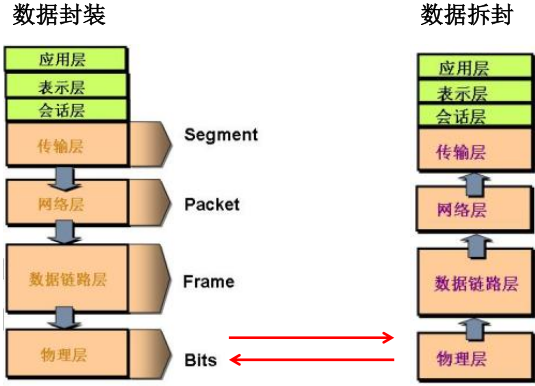 数据封装
应用层
表示层
会话层
传输层
Segment
网络层
Packet
数据链路层
Frame
物理层
Bits
数据拆封
应用层
表示层
会话层
传输层
网络层
数据链路层
物理层